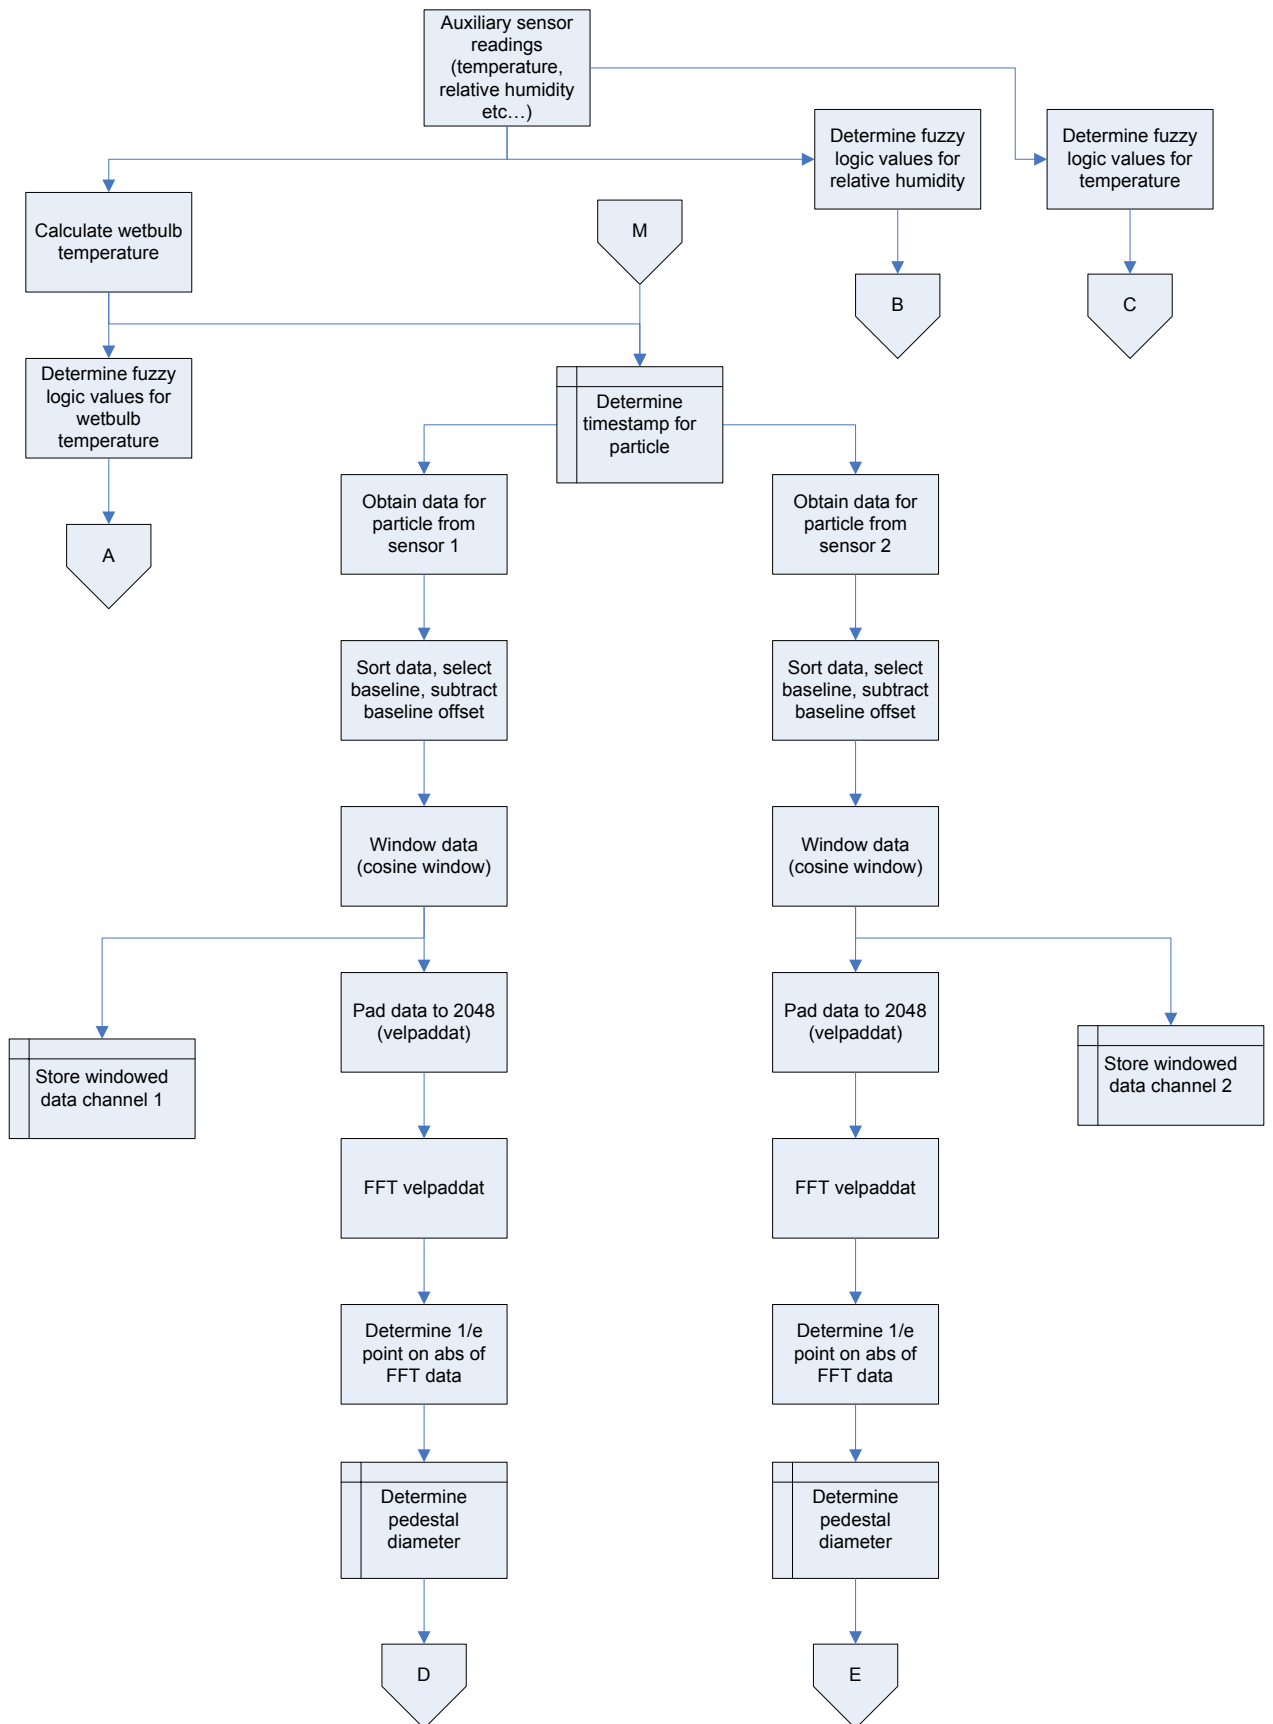 Auxiliary sensor
readings
(temperature,
relative humidity
etc…)
Determine fuzzy
logic values for
relative humidity
Determine fuzzy
logic values for
temperature
Calculate wetbulb
temperature
M
B
C
Determine fuzzy
logic values for
wetbulb
temperature
Determine
timestamp for
particle
A
Obtain data for
particle from
sensor 1
Obtain data for
particle from
sensor 2
Sort data, select
baseline, subtract
baseline offset
Sort data, select
baseline, subtract
baseline offset
Window data
(cosine window)
Window data
(cosine window)
Pad data to 2048
(velpaddat)
Pad data to 2048
(velpaddat)
Store windowed
data channel 1
Store windowed
data channel 2
FFT velpaddat
FFT velpaddat
Determine 1/e
point on abs of
FFT data
Determine 1/e
point on abs of
FFT data
Determine
pedestal
diameter
Determine
pedestal
diameter
D
E